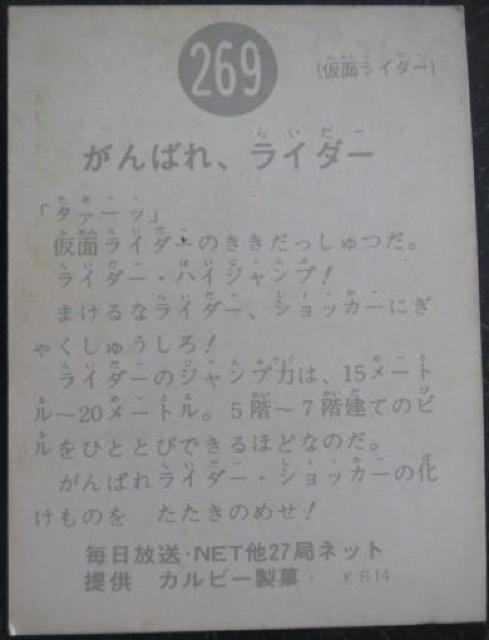 269
(仮面ライダー)
がんばれ、ライダー
「タァーッ」
仮面ライダーのききだっしゅつだ。
ライダー・ハイジャンプ!
まけるなライダー、ショッカーにぎ
ゃくしゅうしろ!
ライダーのジャンプ力は、15メート
ル〜20メートル。5階〜7階建てのビ
ルをひととびできるほどなのだ。
がんばれライダー・ショッカーの化
けものを たたきのめせ!
毎日放送・NET他27局ネット
提供 カルビー製菓 KR14